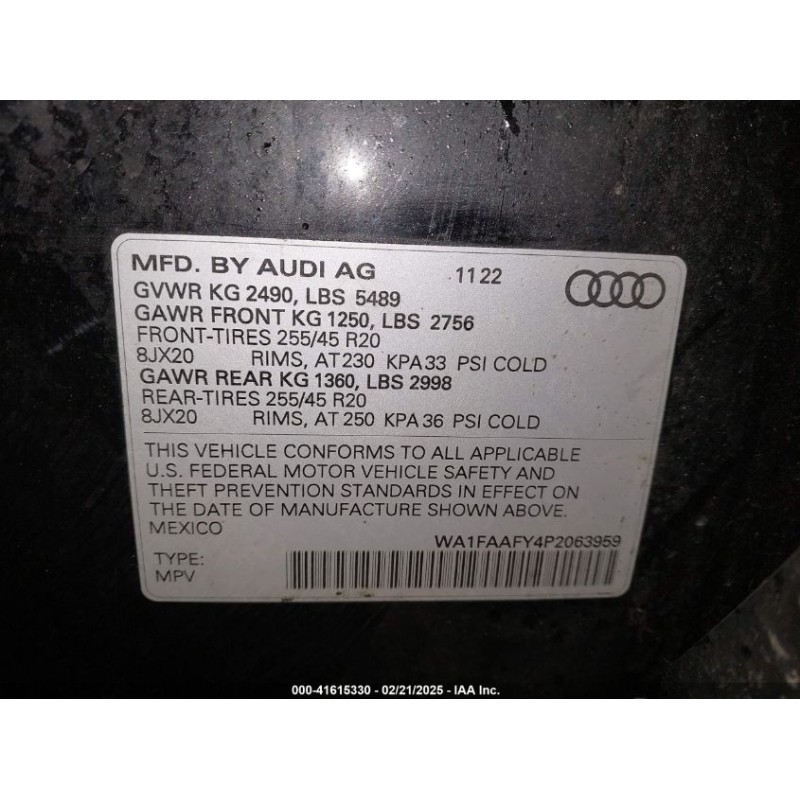 MFD. BY AUDI AG 11 22
GVWR KG 2490, LBS 5489
GAWR FRONT KG 1250, LBS 2756
FRONT-TIRES 255/45 R20
8JX20 RIMS, AT 230 KPA 33 PSI COLD
GAWR REAR KG 1360, LBS 2998
REAR-TIRES 255/45 R20
8JX20 RIMS, AT 250 KPA 36 PSI COLD
THIS VEHICLE CONFORMS TO ALL APPLICABLE
U.S. FEDERAL MOTOR VEHICLE SAFETY AND
THEFT PREVENTION STANDARDS IN EFFECT ON
THE DATE OF MANUFACTURE SHOWN ABOVE.
MEXICO
WA1FAAFY4P2063959
TYPE:
MPV
000-41615330 - 02/21/2025 - IAA Inc.